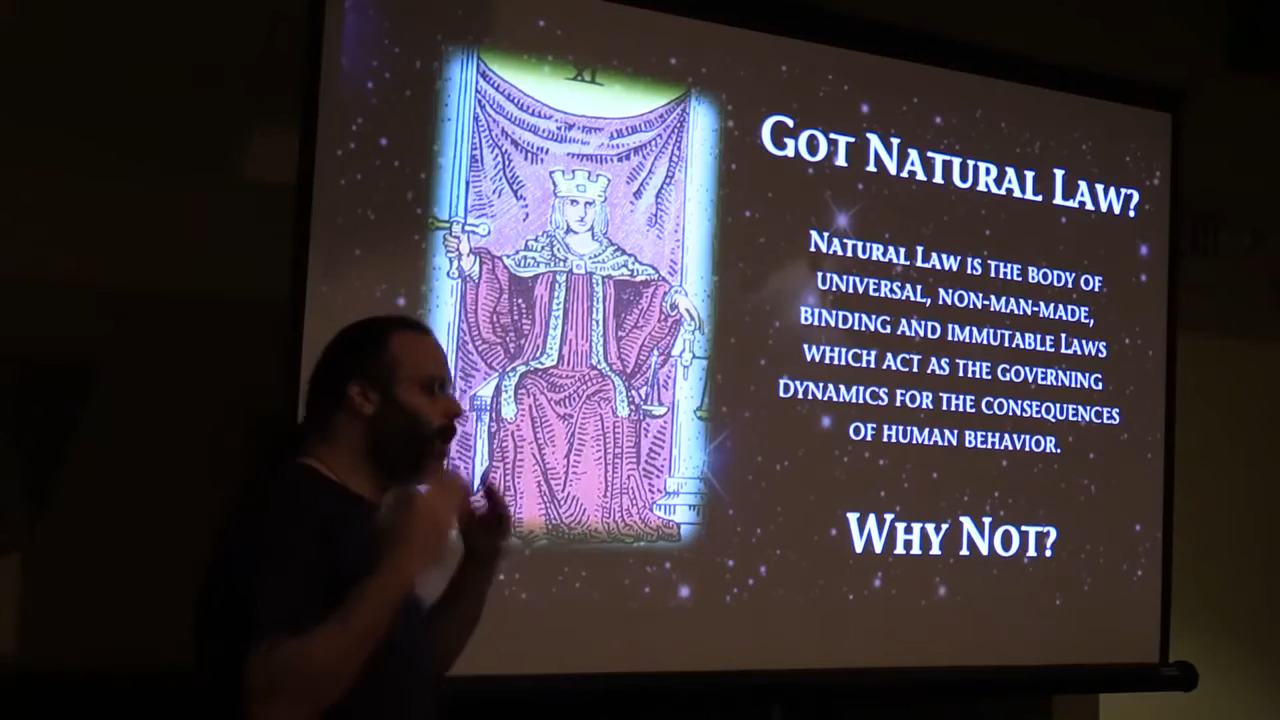 XI
GOT NATURAL LAW?
NATURAL LAW IS THE BODY OF
UNIVERSAL, NON-MAN-MADE,
BINDING AND IMMUTABLE LAWS
WHICH ACT AS THE GOVERNING
DYNAMICS FOR THE CONSEQUENCES
OF HUMAN BEHAVIOR.
WHY NOT?